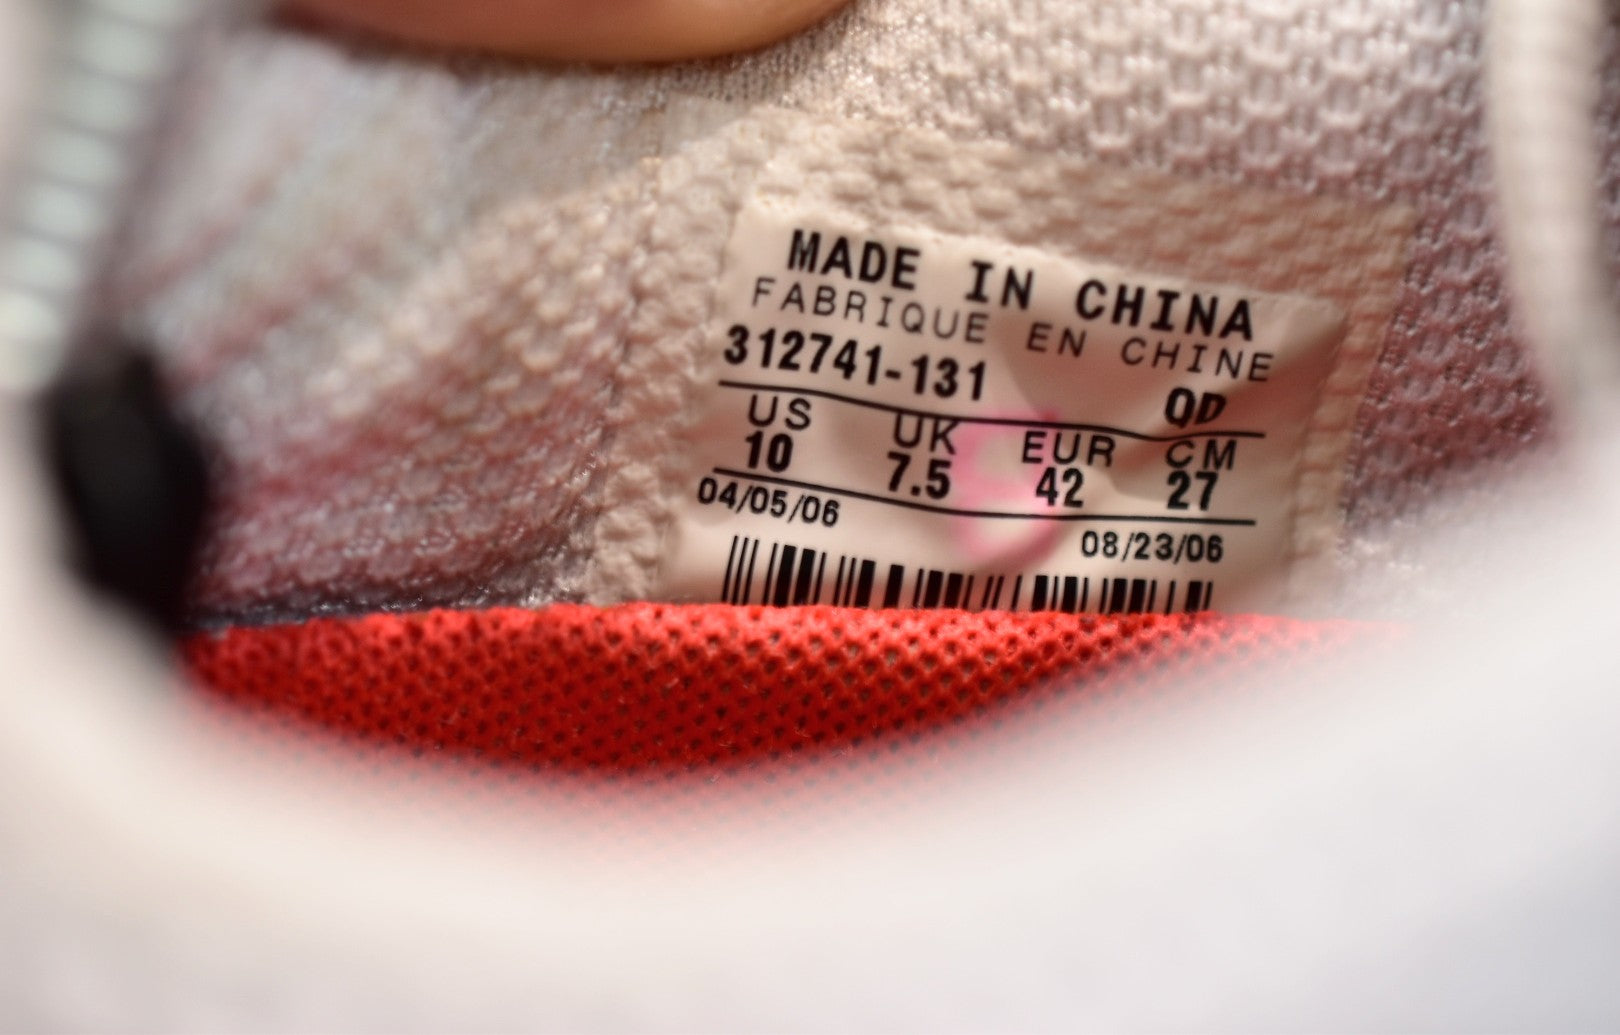 MADE IN CHINA
FABRIQUE EN CHINE
312741-131 QD
US UK EUR CM
10 7.5 42 27
04/05/06 08/23/06